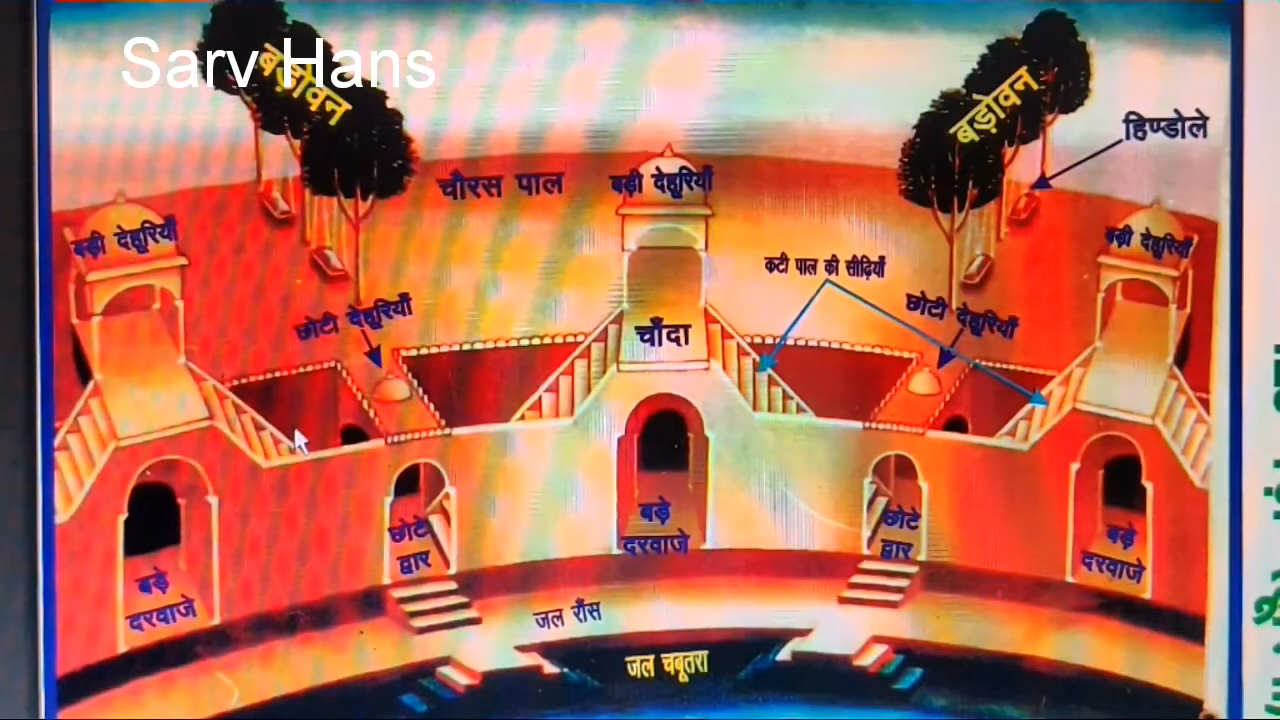 Sarv Hans
बड़ोवन
बड़ोवन
हिण्डोले
चौरस पाल
बड़ी देहुरियाँ
बड़ी देहुरियाँ
बड़ी देहुरियाँ
कटी पाल की सीढ़ियाँ
छोटी देहुरियाँ
छोटी देहुरियाँ
चाँदा
बड़े
दरवाजे
छोटे
द्वार
छोटे
द्वार
बड़े
दरवाजे
बड़े
दरवाजे
जल रौंस
जल चबूतरा